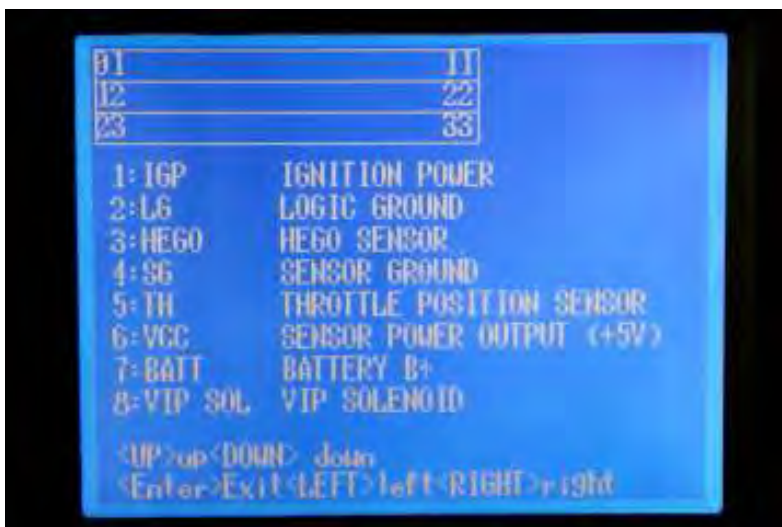 01 11
12 22
23 33
1:IGP IGNITION POWER
2:LG LOGIC GROUND
3:HEGO HEGO SENSOR
4:SG SENSOR GROUND
5:TH THROTTLE POSITION SENSOR
6:VCC SENSOR POWER OUTPUT (+5V)
7:BATT BATTERY B+
8:VIP SOL VIP SOLENOID
<UP>up<DOWN> down
<Enter>Exit<LEFT>left<RIGHT>right